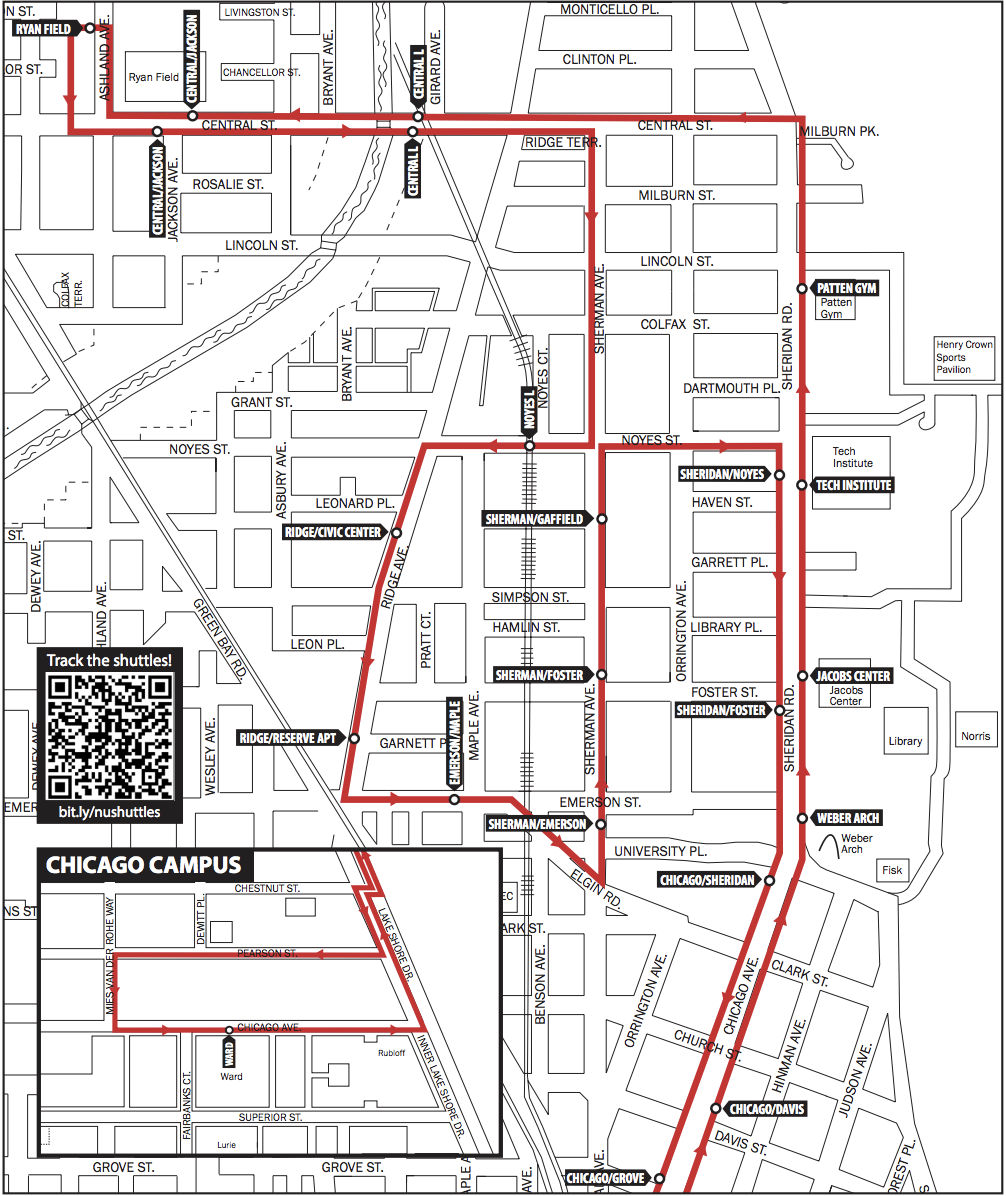 N ST.
RYAN FIELD
ASHLAND AVE.
LIVINGSTON ST.
MONTICELLO PL.
OR ST.
Ryan Field
CENTRAL/JACKSON
CHANCELLOR ST.
BRYANT AVE.
CENTRAL L
GIRARD AVE.
CLINTON PL.
CENTRAL ST.
CENTRAL ST.
MILBURN PK.
RIDGE TERR.
CENTRAL/JACKSON
JACKSON AVE.
CENTRAL L
ROSALIE ST.
MILBURN ST.
LINCOLN ST.
LINCOLN ST.
COLFAX
TERR.
SHERMAN AVE.
PATTEN GYM
Patten
Gym
COLFAX ST.
SHERIDAN RD.
Henry Crown
Sports
Pavilion
BRYANT AVE.
NOYES CT.
DARTMOUTH PL.
GRANT ST.
NOYES L
NOYES ST.
NOYES ST.
ASBURY AVE.
Tech
Institute
SHERIDAN/NOYES
TECH INSTITUTE
LEONARD PL.
HAVEN ST.
SHERMAN/GAFFIELD
RIDGE/CIVIC CENTER
ST.
DEWEY AVE.
RIDGE AVE.
GARRETT PL.
SIMPSON ST.
HLAND AVE.
GREEN BAY RD.
ORRINGTON AVE.
HAMLIN ST.
LIBRARY PL.
LEON PL.
PRATT CT.
Track the shuttles!
bit.ly/nushuttles
SHERMAN/FOSTER
JACOBS CENTER
Jacobs
Center
FOSTER ST.
SHERIDAN/FOSTER
SHERIDAN RD.
DEWEY AVE.
WESLEY AVE.
RIDGE/RESERVE APT
GARNETT P
EMERSON/MAPLE
MAPLE AVE.
SHERMAN AVE.
Library
Norris
EMER
EMERSON ST.
SHERMAN/EMERSON
WEBER ARCH
Weber
Arch
UNIVERSITY PL.
Fisk
ELGIN RD.
CHICAGO/SHERIDAN
CHICAGO CAMPUS
CHESTNUT ST.
NS ST
MIES VAN DER ROHE WAY
DEWITT PL.
LAKE SHORE DR.
EC
ARK ST.
PEARSON ST.
CHICAGO AVE.
WARD
Ward
Rubloff
INNER LAKE SHORE DR.
FAIRBANKS CT.
SUPERIOR ST.
Lurie
BENSON AVE.
ORRINGTON AVE.
CHICAGO AVE.
CLARK ST.
CHURCH ST.
HINMAN AVE.
JUDSON AVE.
CHICAGO/DAVIS
DAVIS ST.
GROVE ST.
GROVE ST.
PLE A
AVE.
AVE.
CHICAGO/GROVE
OREST PL.
S